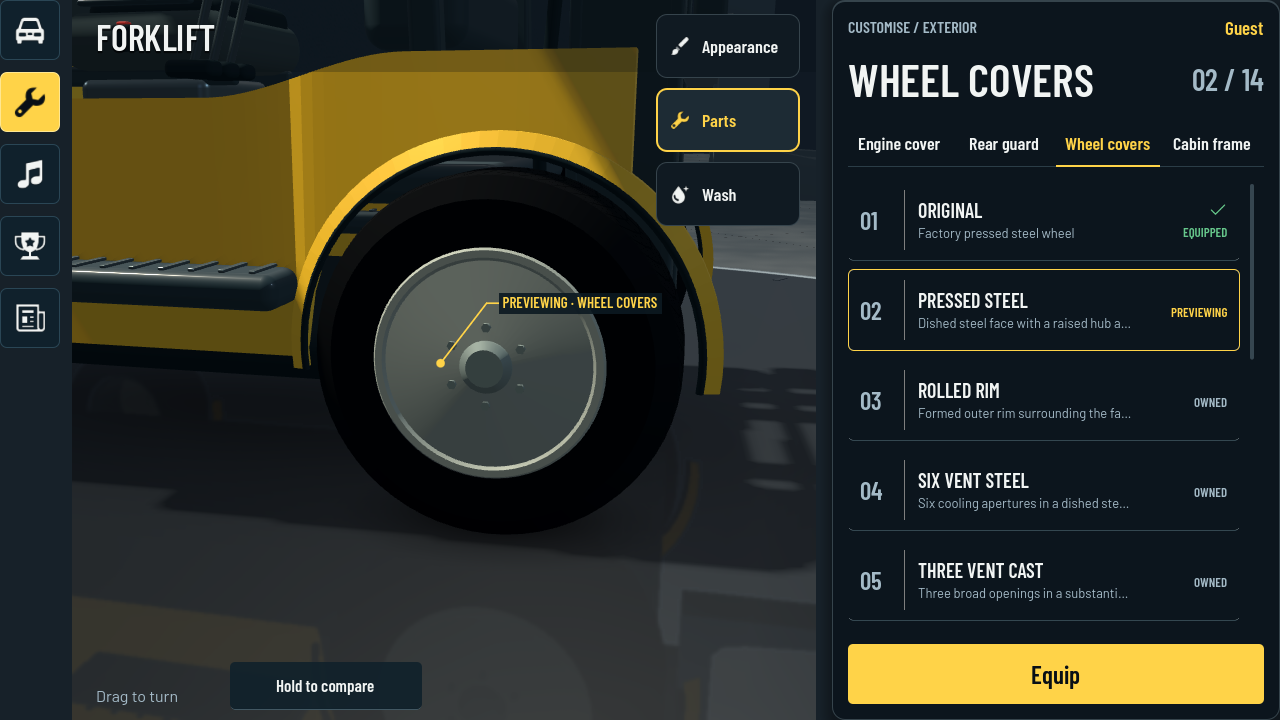 FORKLIFT
Appearance
Parts
Wash
PREVIEWING · WHEEL COVERS
Drag to turn
Hold to compare
CUSTOMISE / EXTERIOR
Guest
WHEEL COVERS
02 / 14
Engine cover
Rear guard
Wheel covers
Cabin frame
01
ORIGINAL
Factory pressed steel wheel
EQUIPPED
02
PRESSED STEEL
Dished steel face with a raised hub a...
PREVIEWING
03
ROLLED RIM
Formed outer rim surrounding the fa...
OWNED
04
SIX VENT STEEL
Six cooling apertures in a dished ste...
OWNED
05
THREE VENT CAST
Three broad openings in a substanti...
OWNED
Equip